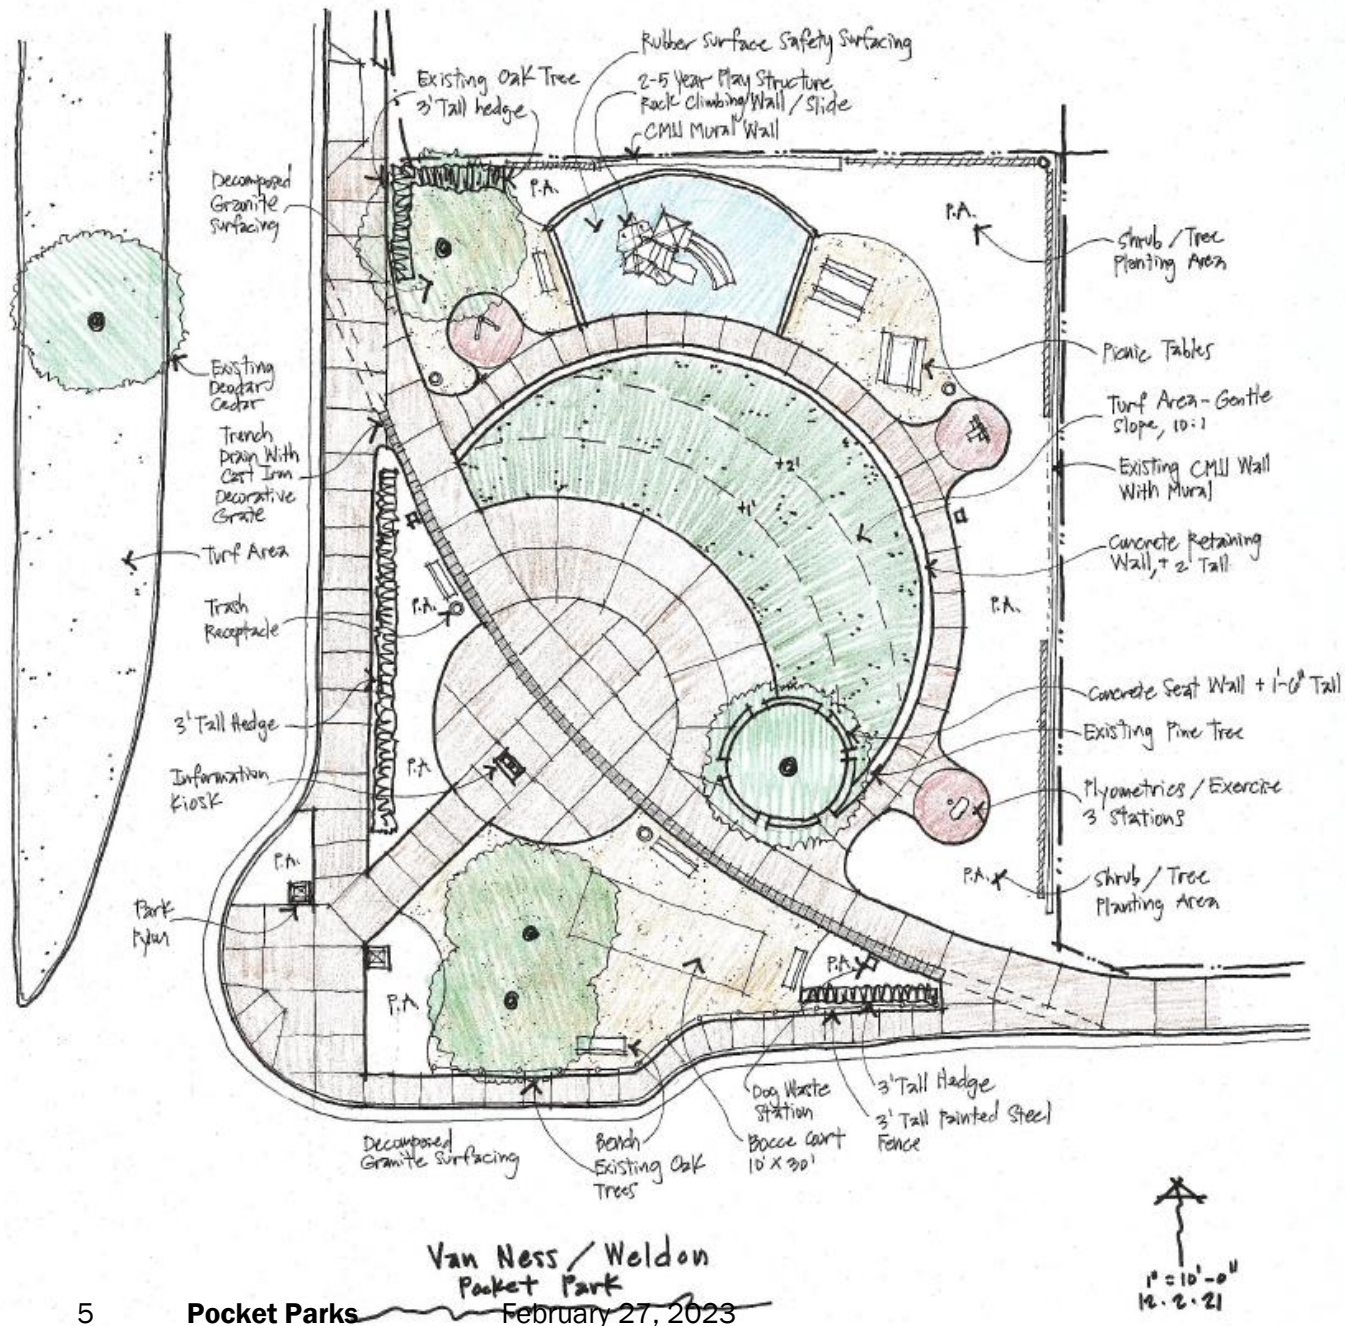 Rubber Surface Safety Surfacing
Existing Oak Tree
3' Tall hedge
2-5 Year Play Structure
Rock Climbing Wall / Slide
CMU Mural Wall
Decomposed
Granite
Surfacing
P.A.
P.A.
Shrub / Tree
Planting Area
Existing
Deodar
Cedar
Picnic Tables
Trench
Drain With
Cast Iron
Decorative
Grate
Turf Area - Gentle
Slope, 10:1
+2'
+1'
Existing CMU Wall
With Mural
Turf Area
Concrete Retaining
Wall, + 2' Tall
Trash
Receptacle
P.A.
P.A.
3' Tall Hedge
Concrete Seat Wall + 1'-6" Tall
Existing Pine Tree
Information
Kiosk
P.A
Plyometrics / Exercise
3 Stations
P.A.
P.A.
Shrub / Tree
Planting Area
Park
Pylon
P.A.
P.A
Dog Waste
Station
3' Tall Hedge
3' Tall Painted Steel
Fence
Decomposed
Granite Surfacing
Bench
Existing Oak
Trees
Bocce Court
10' X 30'
Van Ness / Weldon
Pocket Park
1" = 10'-0"
12.2.21
5 Pocket Parks February 27, 2023